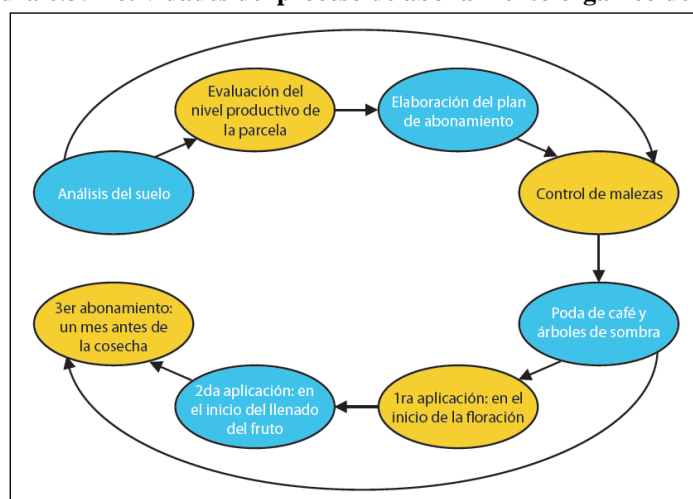 Evaluación del
nivel productivo de
la parcela
Elaboración del plan
de abonamiento
Análisis del suelo
Control de malezas
3er abonamiento:
un mes antes de
la cosecha
Poda de café y
árboles de sombra
2da aplicación: en
el inicio del llenado
del fruto
1ra aplicación: en el
inicio de la floración